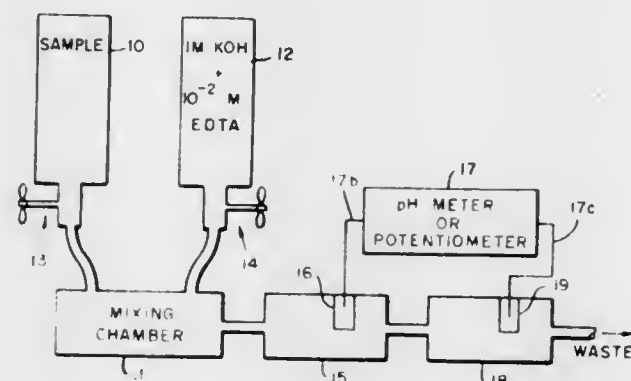 SAMPLE
10
1M KOH
+
10-2 M
EDTA
12
17
17b
pH METER
OR
POTENTIOMETER
17c
13
14
16
19
MIXING
CHAMBER
WASTE
15
18